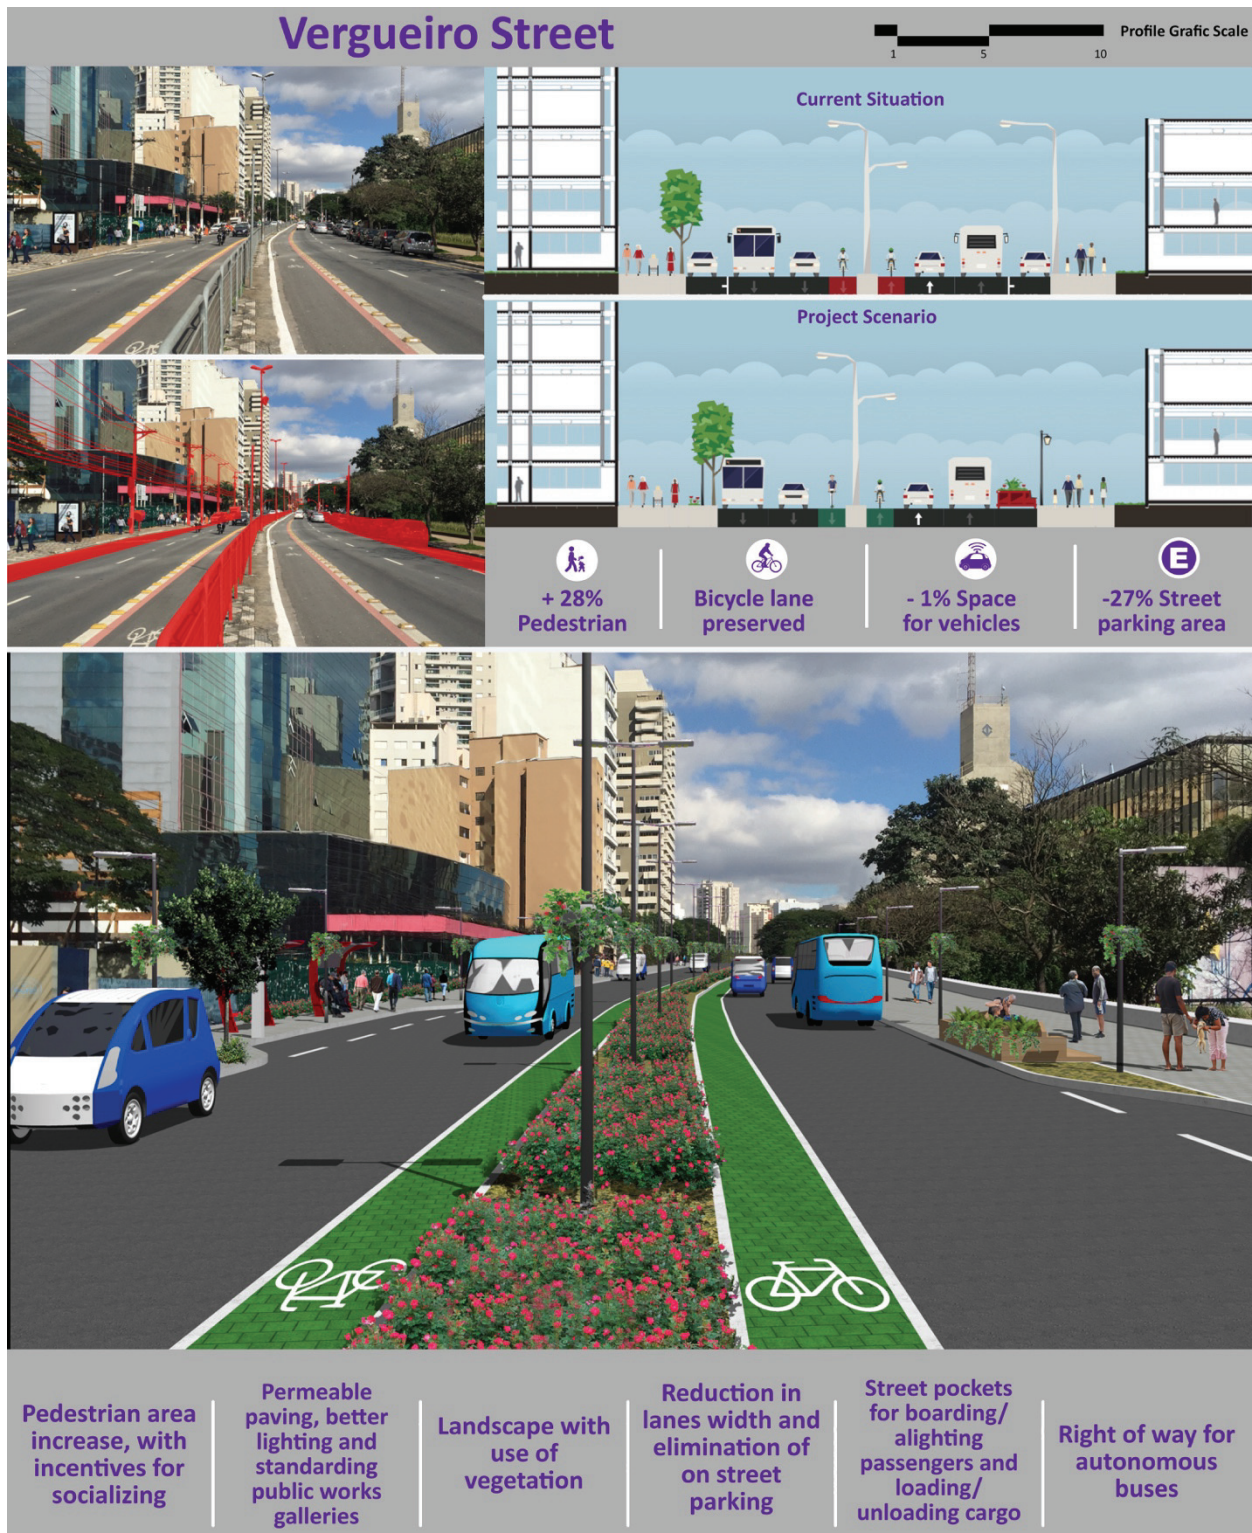 Vergueiro Street
Profile Grafic Scale
1 5 10
Current Situation
Project Scenario
+ 28%
Pedestrian
Bicycle lane
preserved
- 1% Space
for vehicles
E
-27% Street
parking area
Pedestrian area
increase, with
incentives for
socializing
Permeable
paving, better
lighting and
standarding
public works
galleries
Landscape with
use of
vegetation
Reduction in
lanes width and
elimination of
on street
parking
Street pockets
for boarding/
alighting
passengers and
loading/
unloading cargo
Right of way for
autonomous
buses